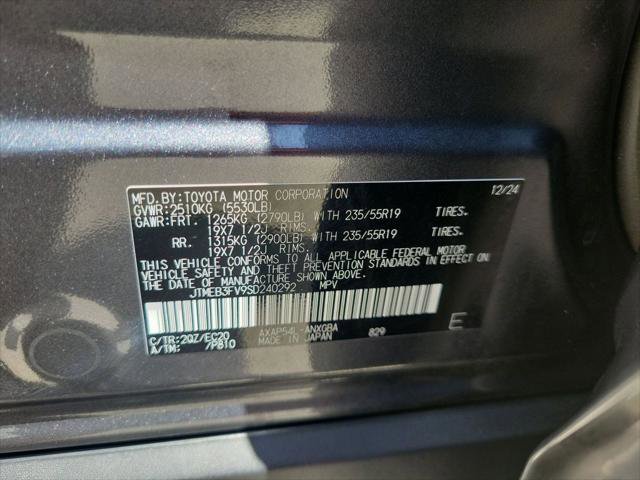 MFD. BY: TOYOTA MOTOR CORPORATION 12/24
GVWR: 2510KG (5530LB)
GAWR: FRT. 1265KG (2790LB) WITH 235/55R19 TIRES.
19X7 1/2J RIMS.
RR. 1315KG (2900LB) WITH 235/55R19 TIRES.
19X7 1/2J RIMS.
THIS VEHICLE CONFORMS TO ALL APPLICABLE FEDERAL MOTOR
VEHICLE SAFETY AND THEFT PREVENTION STANDARDS IN EFFECT ON
THE DATE OF MANUFACTURE SHOWN ABOVE.
JTMEB3FV9SD240292 MPV
C/TR: 2QZ/EC20 AXAP54L-ANXGBA 829 E
A/TM: /P810 MADE IN JAPAN